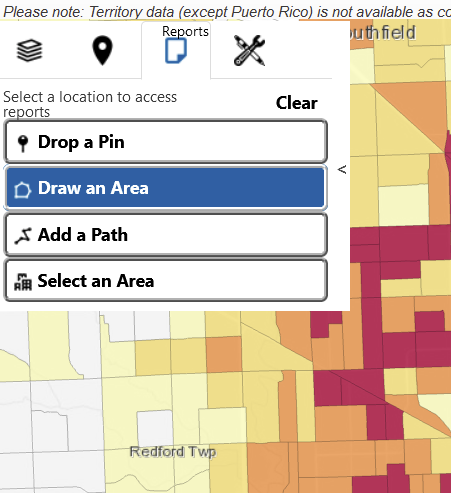 Please note: Territory data (except Puerto Rico) is not available as co
Reports
uthfield
Select a location to access
reports
Clear
Drop a Pin
<
Draw an Area
Add a Path
Select an Area
Redford Twp